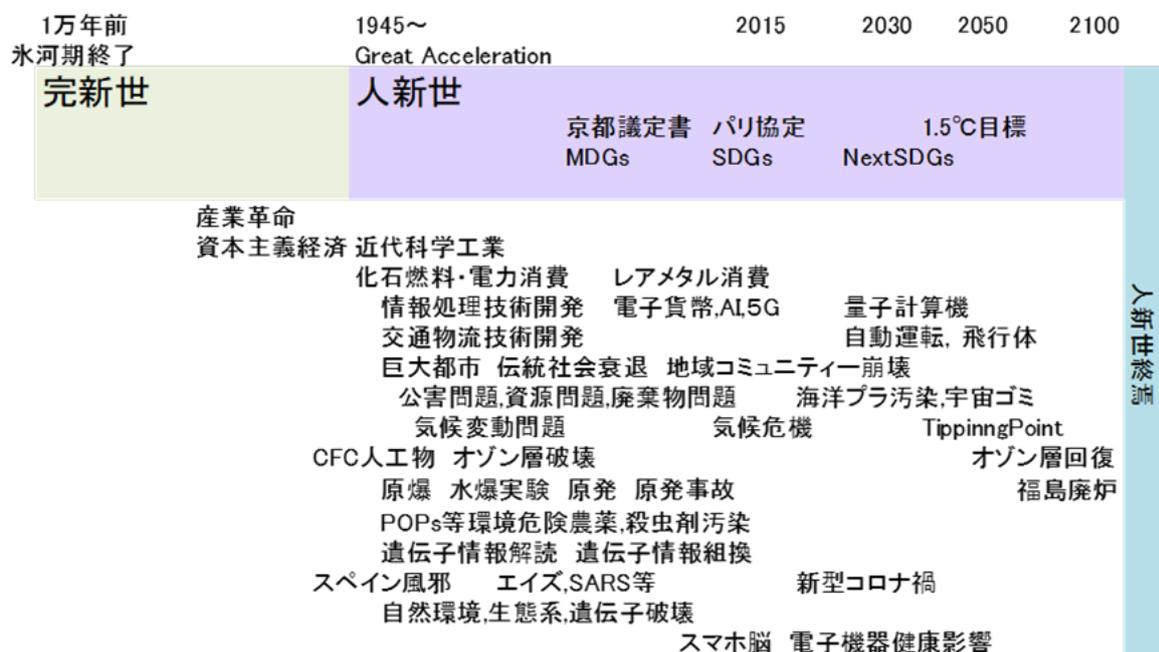 1万年前 1945～ 2015 2030 2050 2100
氷河期終了 Great Acceleration
完新世 人新世
京都議定書 パリ協定 1.5℃目標
MDGs SDGs NextSDGs
産業革命
資本主義経済 近代科学工業
化石燃料・電力消費 レアメタル消費
情報処理技術開発 電子貨幣,AI,5G 量子計算機
交通物流技術開発 自動運転, 飛行体
巨大都市 伝統社会衰退 地域コミュニティー崩壊
公害問題,資源問題,廃棄物問題 海洋プラ汚染,宇宙ゴミ
気候変動問題 気候危機 TippinngPoint
CFC人工物 オゾン層破壊 オゾン層回復
原爆 水爆実験 原発 原発事故 福島廃炉
POPs等環境危険農薬,殺虫剤汚染
遺伝子情報解読 遺伝子情報組換
スペイン風邪 エイズ,SARS等 新型コロナ禍
自然環境,生態系,遺伝子破壊
スマホ脳 電子機器健康影響
人新世終焉